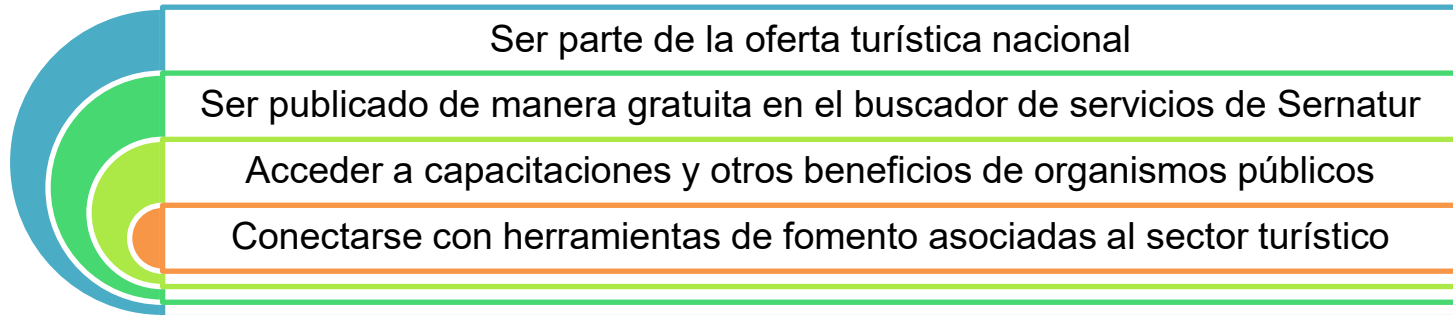 Ser parte de la oferta turística nacional
Ser publicado de manera gratuita en el buscador de servicios de Sernatur
Acceder a capacitaciones y otros beneficios de organismos públicos
Conectarse con herramientas de fomento asociadas al sector turístico